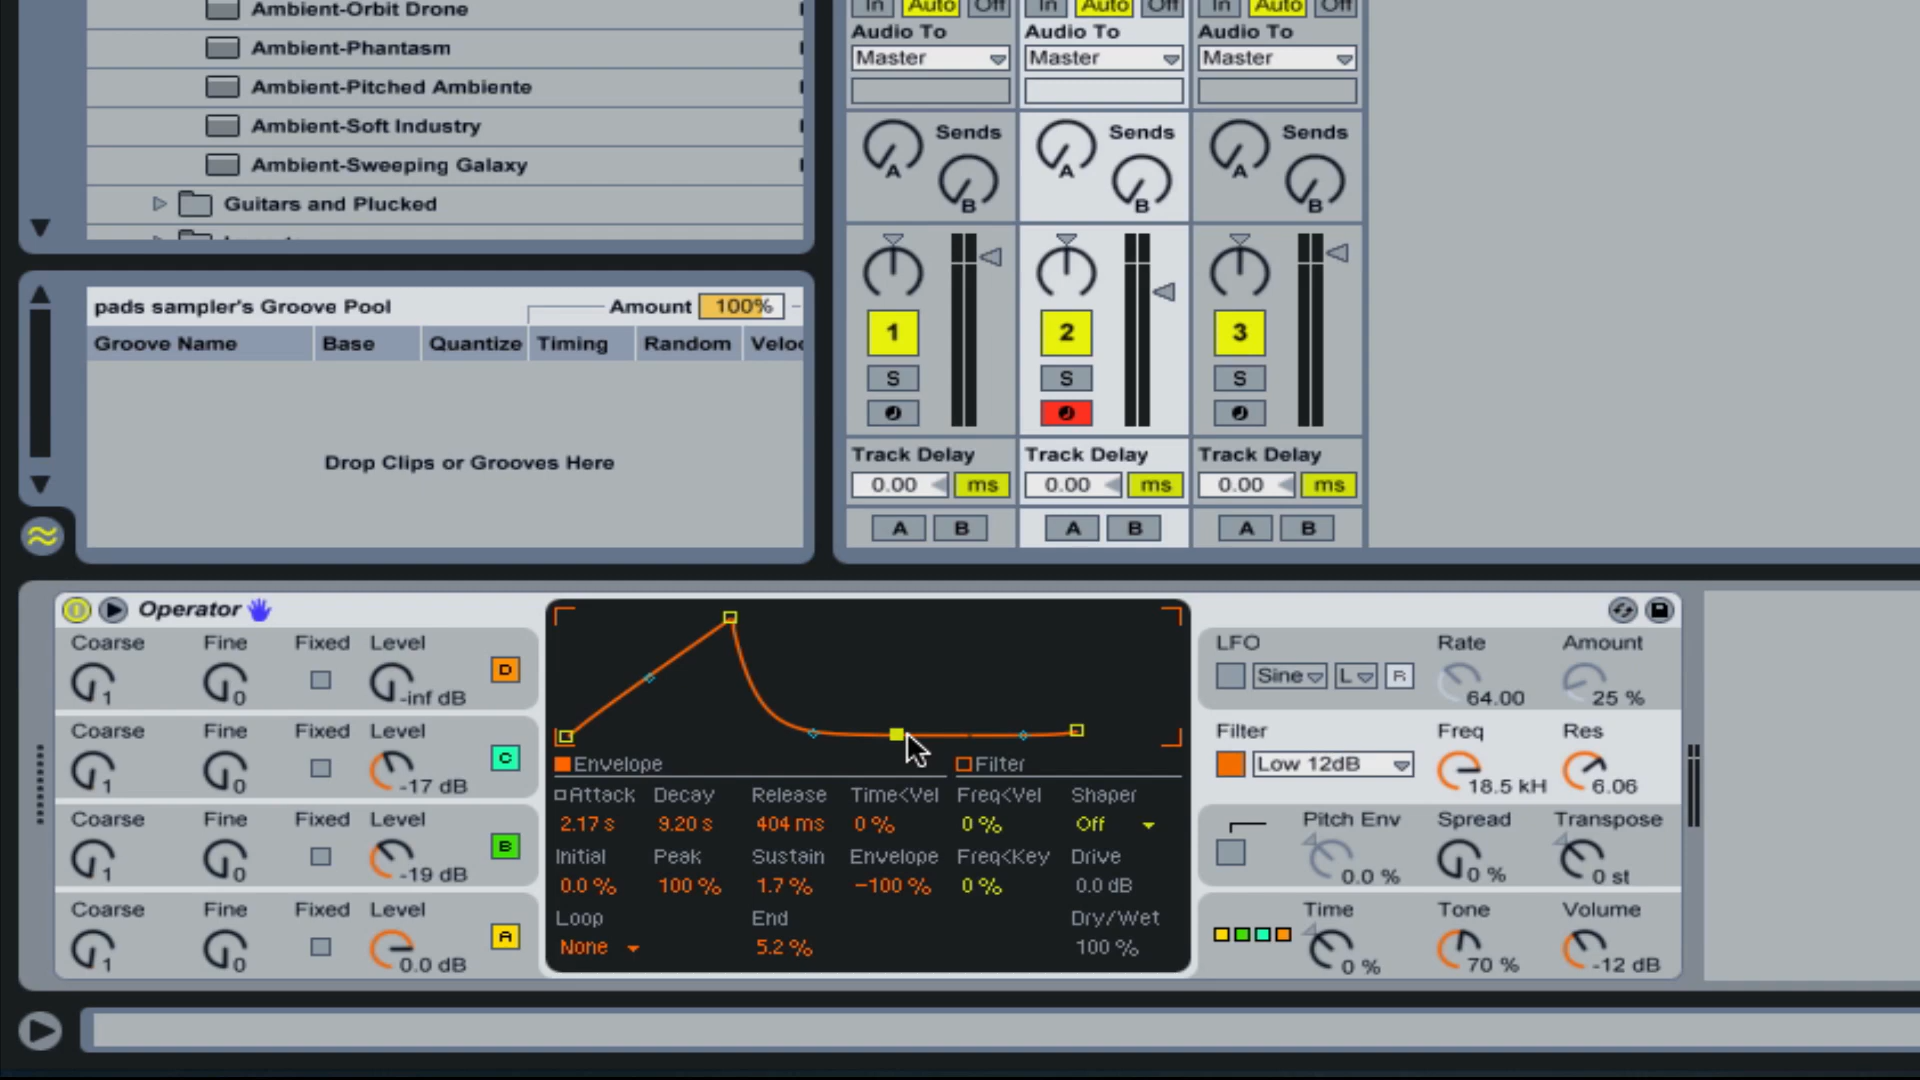 Ambient-Orbit Drone
Ambient-Phantasm
Ambient-Pitched Ambiente
Ambient-Soft Industry
Ambient-Sweeping Galaxy
Guitars and Plucked
pads sampler's Groove Pool
Amount 100%
Groove Name Base Quantize Timing Random
Drop Clips or Grooves Here
In Auto Off In Auto Off In Auto Off
Audio To Audio To Audio To
Master Master Master
Sends Sends Sends
A B A B A B
1 2 3
S S S
Track Delay Track Delay Track Delay
0.00 ms 0.00 ms 0.00 ms
A B A B A B
Operator
Coarse Fine Fixed Level
1 0 -inf dB D
Coarse Fine Fixed Level
1 0 -17 dB C
Coarse Fine Fixed Level
1 0 -19 dB B
Coarse Fine Fixed Level
1 0 0.0 dB A
Envelope Filter
Attack Decay Release Time<Vel Freq<Vel Shaper
2.17 s 9.20 s 404 ms 0 % 0 % Off
Initial Peak Sustain Envelope Freq<Key Drive
0.0 % 100 % 1.7 % -100 % 0 % 0.0 dB
Loop End Dry/Wet
None 5.2 % 100 %
LFO Rate Amount
Sine L R 64.00 25 %
Filter Freq Res
Low 12dB 18.5 kH 6.06
Pitch Env Spread Transpose
0.0 % 0 % 0 st
Time Tone Volume
0 % 70 % -12 dB